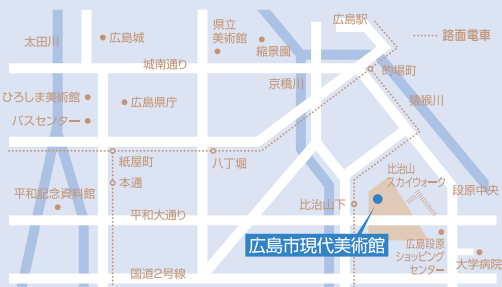 広島駅
県立
美術館
縮景園
路面電車
太田川
広島城
城南通り
京橋川
的場町
猿猴川
ひろしま美術館
広島県庁
バスセンター
紙屋町
八丁堀
本通
比治山
スカイウォーク
段原中央
平和記念資料館
比治山下
平和大通り
広島市現代美術館
広島段原
ショッピング
センター
大学病院
国道2号線